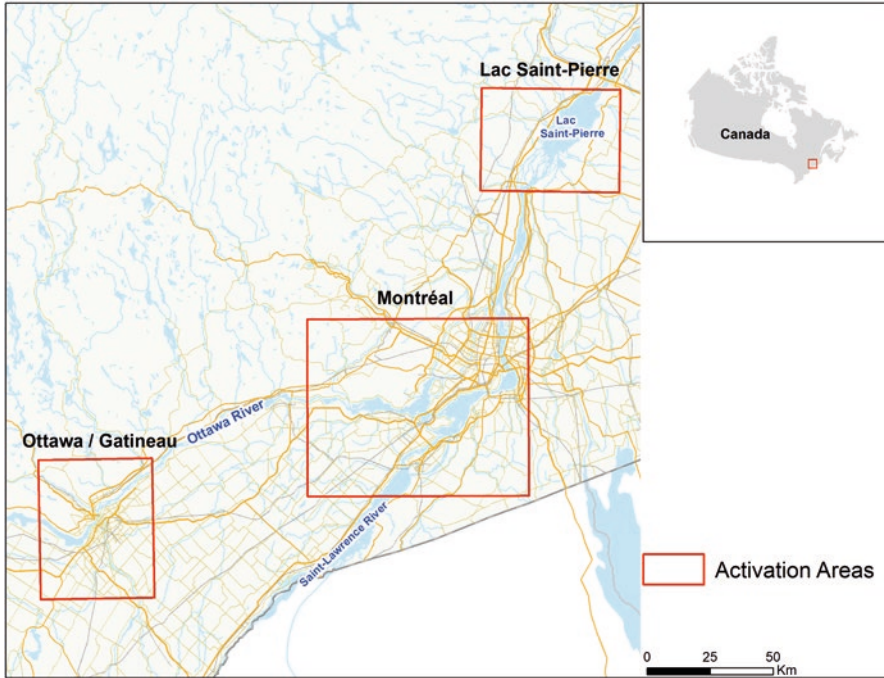 Lac Saint-Pierre
Lac
Saint-Pierre
Canada
Montréal
Ottawa River
Ottawa / Gatineau
Saint-Lawrence River
Activation Areas
0 25 50
Km